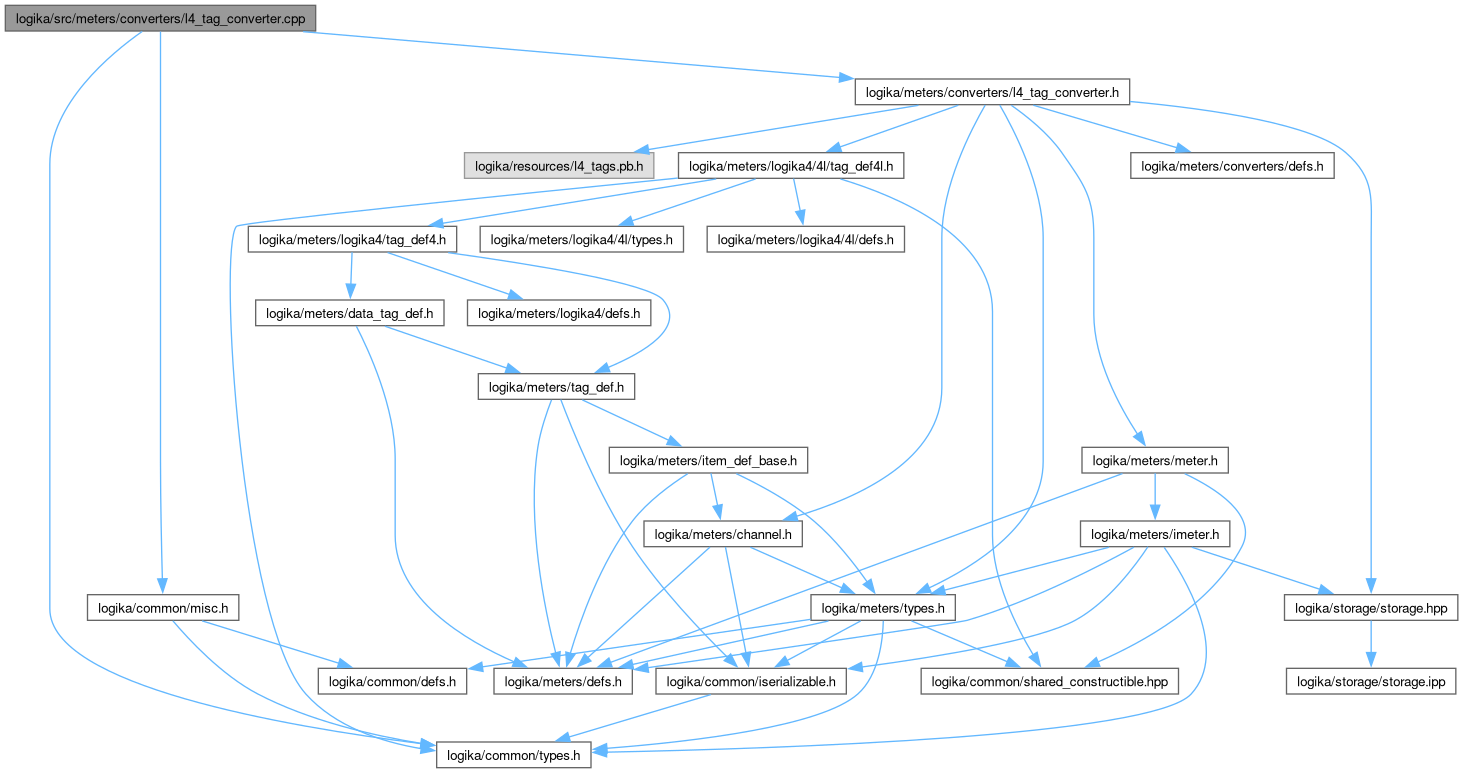 logika/src/meters/converters/l4_tag_converter.cpp
logika/meters/converters/l4_tag_converter.h
logika/resources/l4_tags.pb.h
logika/meters/logika4/4l/tag_def4l.h
logika/meters/converters/defs.h
logika/meters/logika4/tag_def4.h
logika/meters/logika4/4l/types.h
logika/meters/logika4/4l/defs.h
logika/meters/data_tag_def.h
logika/meters/logika4/defs.h
logika/meters/tag_def.h
logika/meters/item_def_base.h
logika/meters/meter.h
logika/meters/channel.h
logika/meters/imeter.h
logika/common/misc.h
logika/meters/types.h
logika/storage/storage.hpp
logika/common/defs.h
logika/meters/defs.h
logika/common/iserializable.h
logika/common/shared_constructible.hpp
logika/storage/storage.ipp
logika/common/types.h